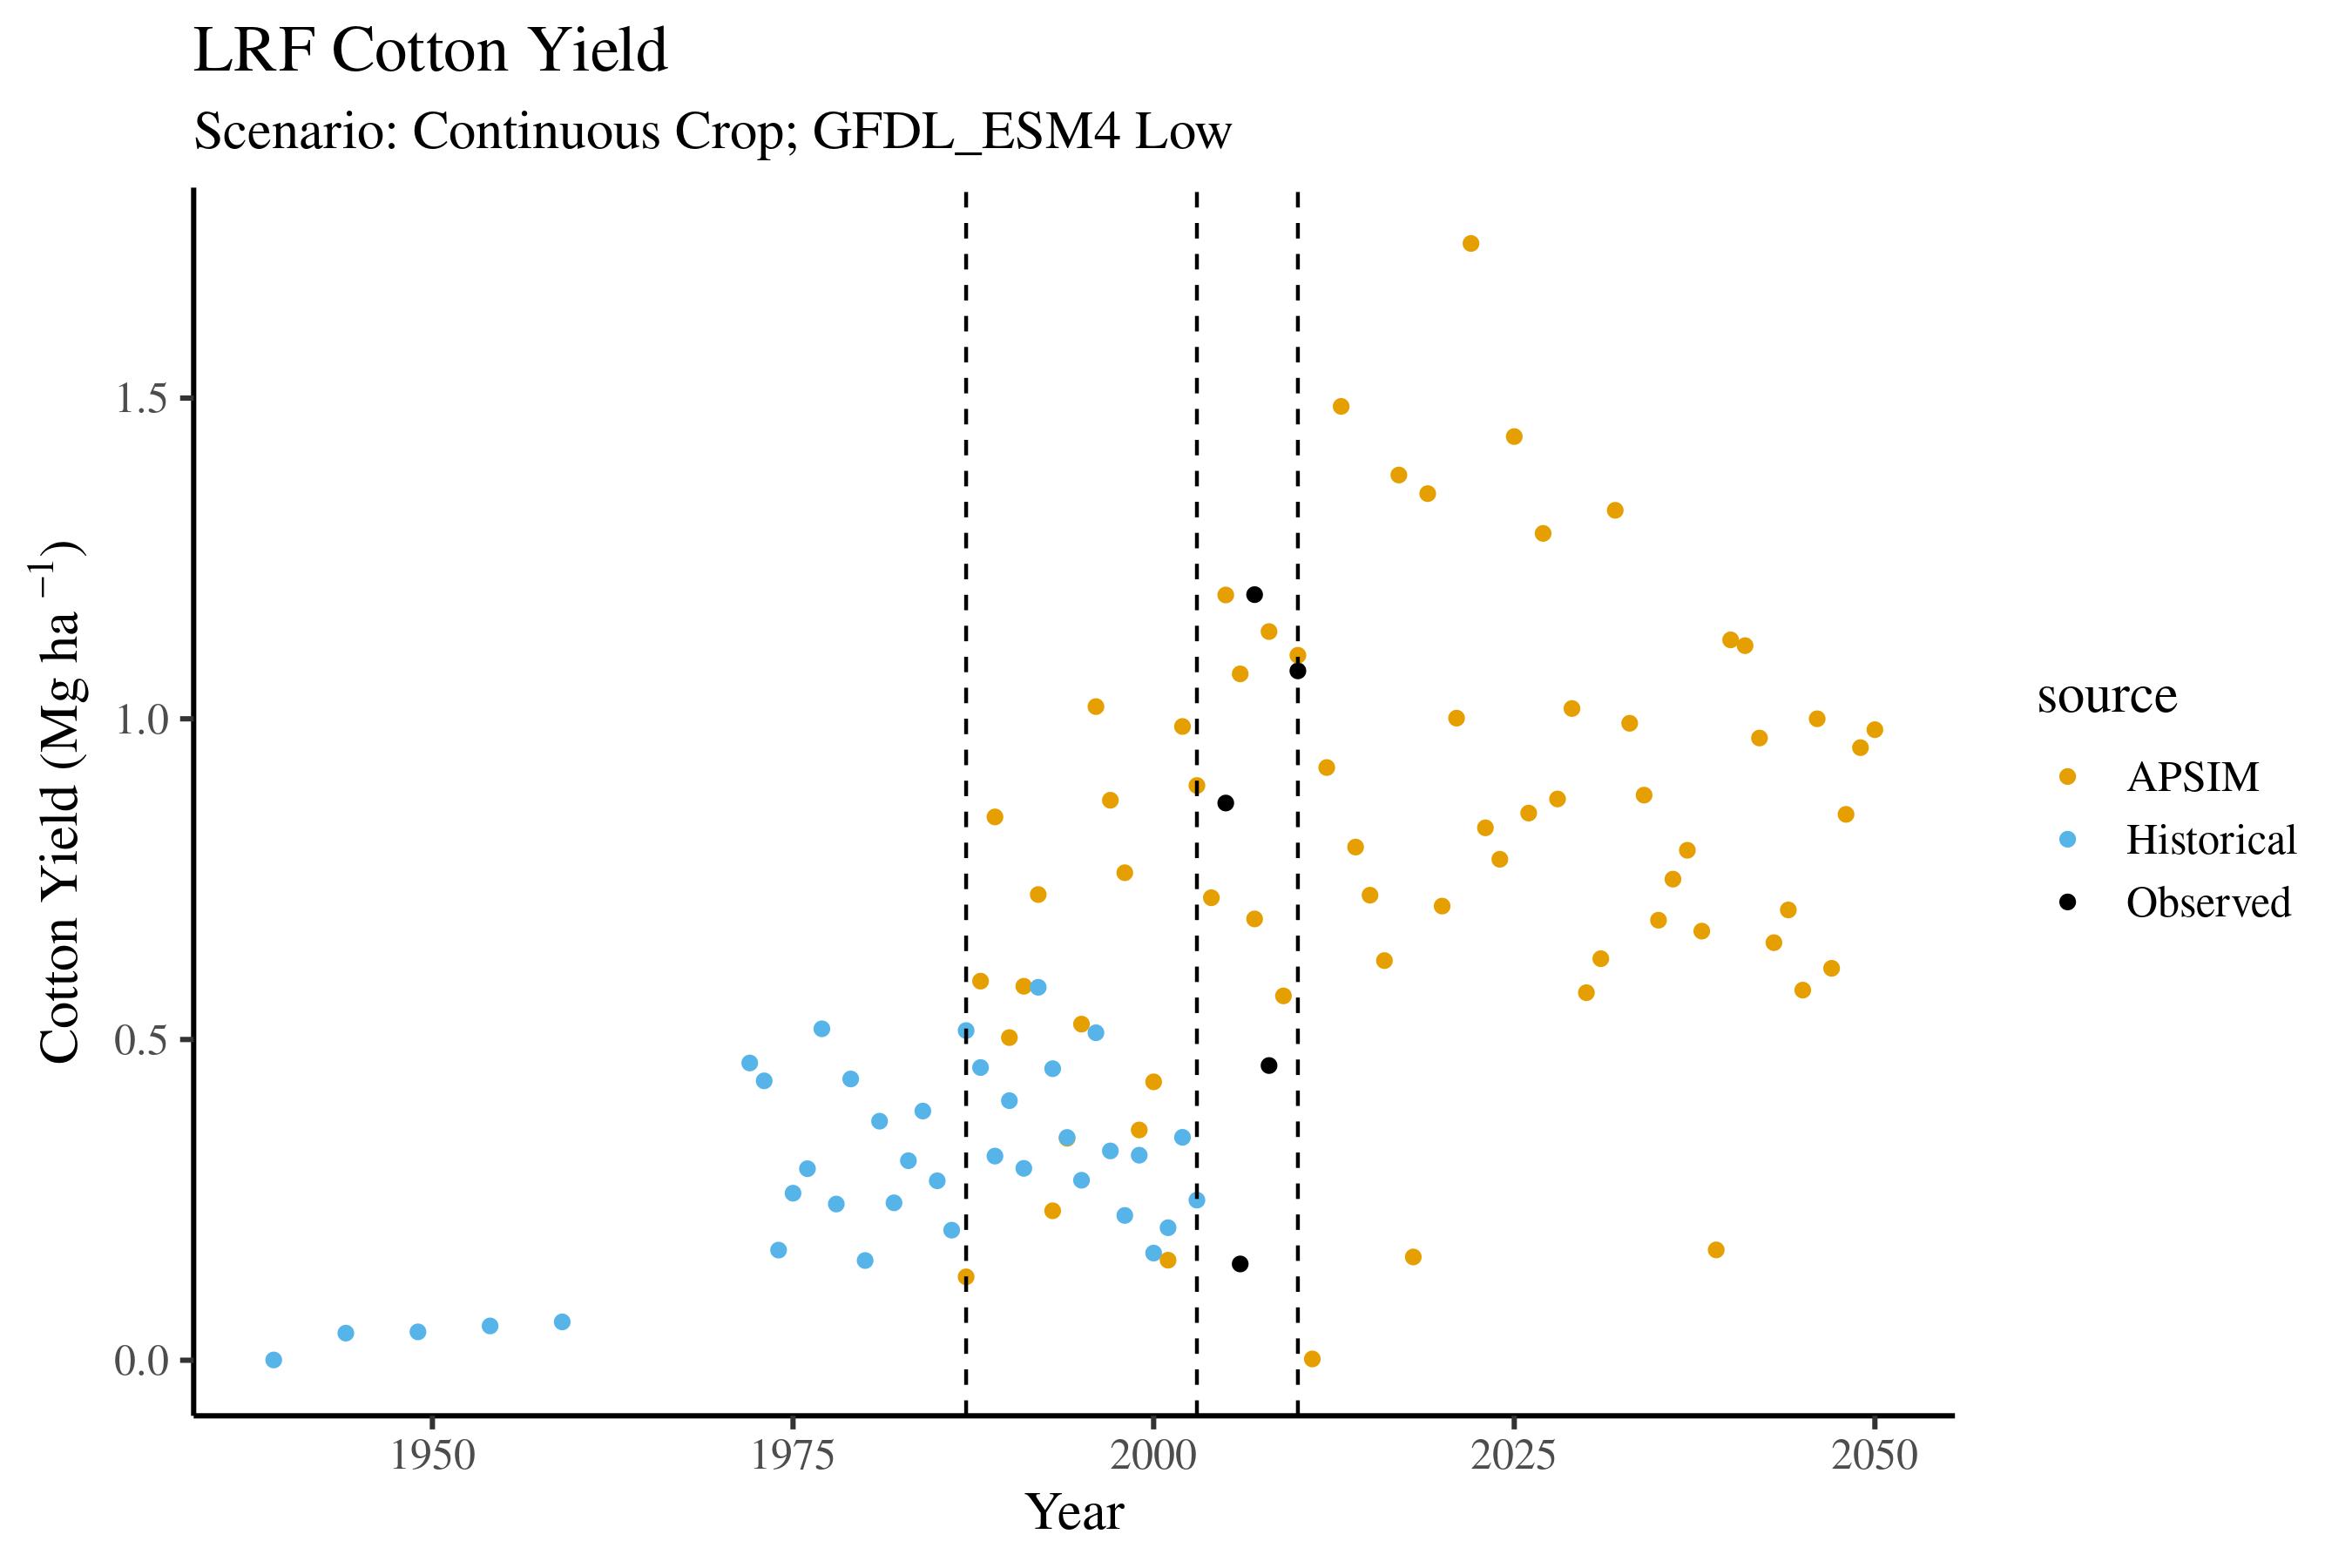 LRF Cotton Yield
Scenario: Continuous Crop; GFDL_ESM4 Low
Cotton Yield (Mg ha⁻¹)
1.5
1.0
0.5
0.0
1950 1975 2000 2025 2050
Year
source
APSIM
Historical
Observed